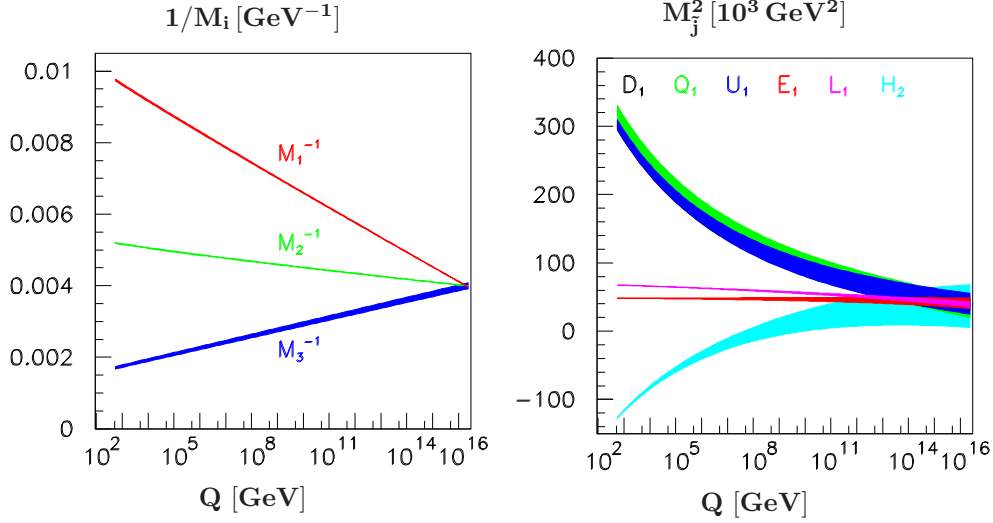 1/M_i [GeV⁻¹]
0.01
0.008
0.006
0.004
0.002
0
M₁⁻¹
M₂⁻¹
M₃⁻¹
10² 10⁵ 10⁸ 10¹¹ 10¹⁴ 10¹⁶
Q [GeV]
M²_j̃ [10³ GeV²]
400
300
200
100
0
−100
D₁ Q₁ U₁ E₁ L₁ H₂
10² 10⁵ 10⁸ 10¹¹ 10¹⁴ 10¹⁶
Q [GeV]